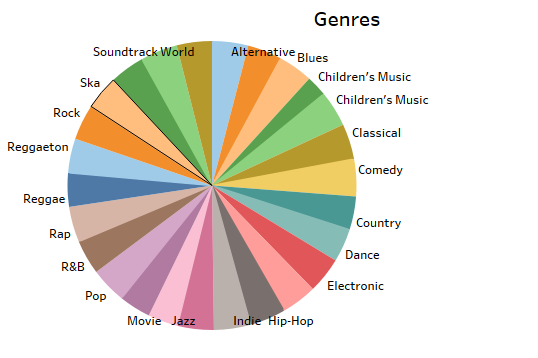 Genres
Soundtrack World
Alternative
Blues
Children's Music
Children's Music
Classical
Comedy
Country
Dance
Electronic
Hip-Hop
Indie
Jazz
Movie
Pop
R&B
Rap
Reggae
Reggaeton
Rock
Ska